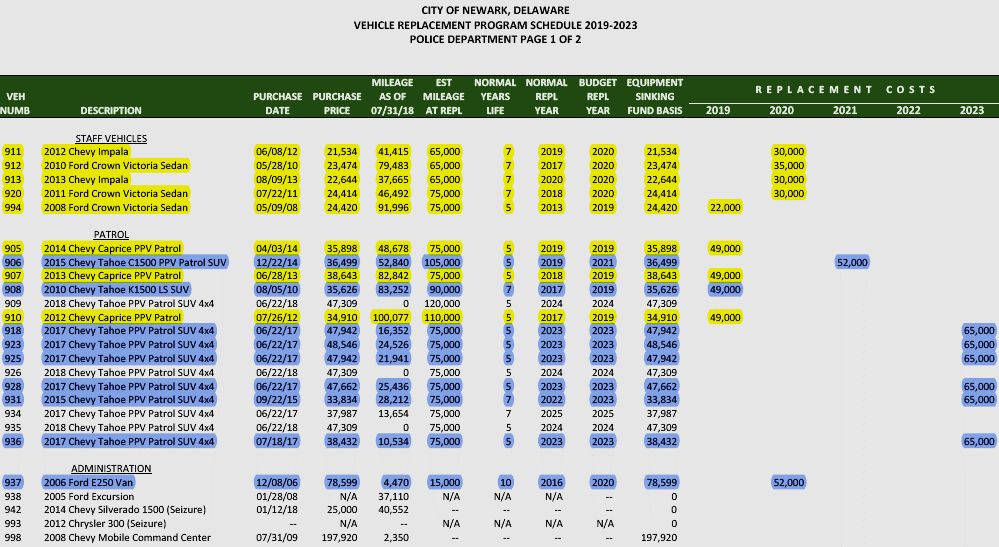 CITY OF NEWARK, DELAWARE
VEHICLE REPLACEMENT PROGRAM SCHEDULE 2019-2023
POLICE DEPARTMENT PAGE 1 OF 2
MILEAGE EST NORMAL NORMAL BUDGET EQUIPMENT
VEH PURCHASE PURCHASE AS OF MILEAGE YEARS REPL REPL SINKING REPLACEMENT COSTS
NUMB DESCRIPTION DATE PRICE 07/31/18 AT REPL LIFE YEAR YEAR FUND BASIS 2019 2020 2021 2022 2023
STAFF VEHICLES
911 2012 Chevy Impala 06/08/12 21,534 41,415 65,000 7 2019 2020 21,534 30,000
912 2010 Ford Crown Victoria Sedan 05/28/10 23,474 79,483 65,000 7 2017 2020 23,474 35,000
913 2013 Chevy Impala 08/09/13 22,644 37,665 65,000 7 2020 2020 22,644 30,000
920 2011 Ford Crown Victoria Sedan 07/22/11 24,414 46,492 75,000 7 2018 2020 24,414 30,000
994 2008 Ford Crown Victoria Sedan 05/09/08 24,420 91,996 75,000 5 2013 2019 24,420 22,000
PATROL
905 2014 Chevy Caprice PPV Patrol 04/03/14 35,898 48,678 75,000 5 2019 2019 35,898 49,000
906 2015 Chevy Tahoe C1500 PPV Patrol SUV 12/22/14 36,499 52,840 105,000 5 2019 2021 36,499 52,000
907 2013 Chevy Caprice PPV Patrol 06/28/13 38,643 82,842 75,000 5 2018 2019 38,643 49,000
908 2010 Chevy Tahoe K1500 LS SUV 08/05/10 35,626 83,252 90,000 7 2017 2019 35,626 49,000
909 2018 Chevy Tahoe PPV Patrol SUV 4x4 06/22/18 47,309 0 120,000 5 2024 2024 47,309
910 2012 Chevy Caprice PPV Patrol 07/26/12 34,910 100,077 110,000 5 2017 2019 34,910 49,000
918 2017 Chevy Tahoe PPV Patrol SUV 4x4 06/22/17 47,942 16,352 75,000 5 2023 2023 47,942 65,000
923 2017 Chevy Tahoe PPV Patrol SUV 4x4 06/22/17 48,546 24,526 75,000 5 2023 2023 48,546 65,000
925 2017 Chevy Tahoe PPV Patrol SUV 4x4 06/22/17 47,942 21,941 75,000 5 2023 2023 47,942 65,000
926 2018 Chevy Tahoe PPV Patrol SUV 4x4 06/22/18 47,309 0 75,000 5 2024 2024 47,309
928 2017 Chevy Tahoe PPV Patrol SUV 4x4 06/22/17 47,662 25,436 75,000 5 2023 2023 47,662 65,000
931 2015 Chevy Tahoe PPV Patrol SUV 4x4 09/22/15 33,834 28,212 75,000 7 2022 2023 33,834 65,000
934 2017 Chevy Tahoe PPV Patrol SUV 4x4 06/22/17 37,987 13,654 75,000 7 2025 2025 37,987
935 2018 Chevy Tahoe PPV Patrol SUV 4x4 06/22/18 47,309 0 75,000 5 2024 2024 47,309
936 2017 Chevy Tahoe PPV Patrol SUV 4x4 07/18/17 38,432 10,534 75,000 5 2023 2023 38,432 65,000
ADMINISTRATION
937 2006 Ford E250 Van 12/08/06 78,599 4,470 15,000 10 2016 2020 78,599 52,000
938 2005 Ford Excursion 01/28/08 N/A 37,110 N/A N/A N/A -- 0
942 2014 Chevy Silverado 1500 (Seizure) 01/12/18 25,000 40,552 -- -- -- -- 0
993 2012 Chrysler 300 (Seizure) -- N/A -- N/A N/A N/A -- 0
998 2008 Chevy Mobile Command Center 07/31/09 197,920 2,350 -- -- -- -- 197,920